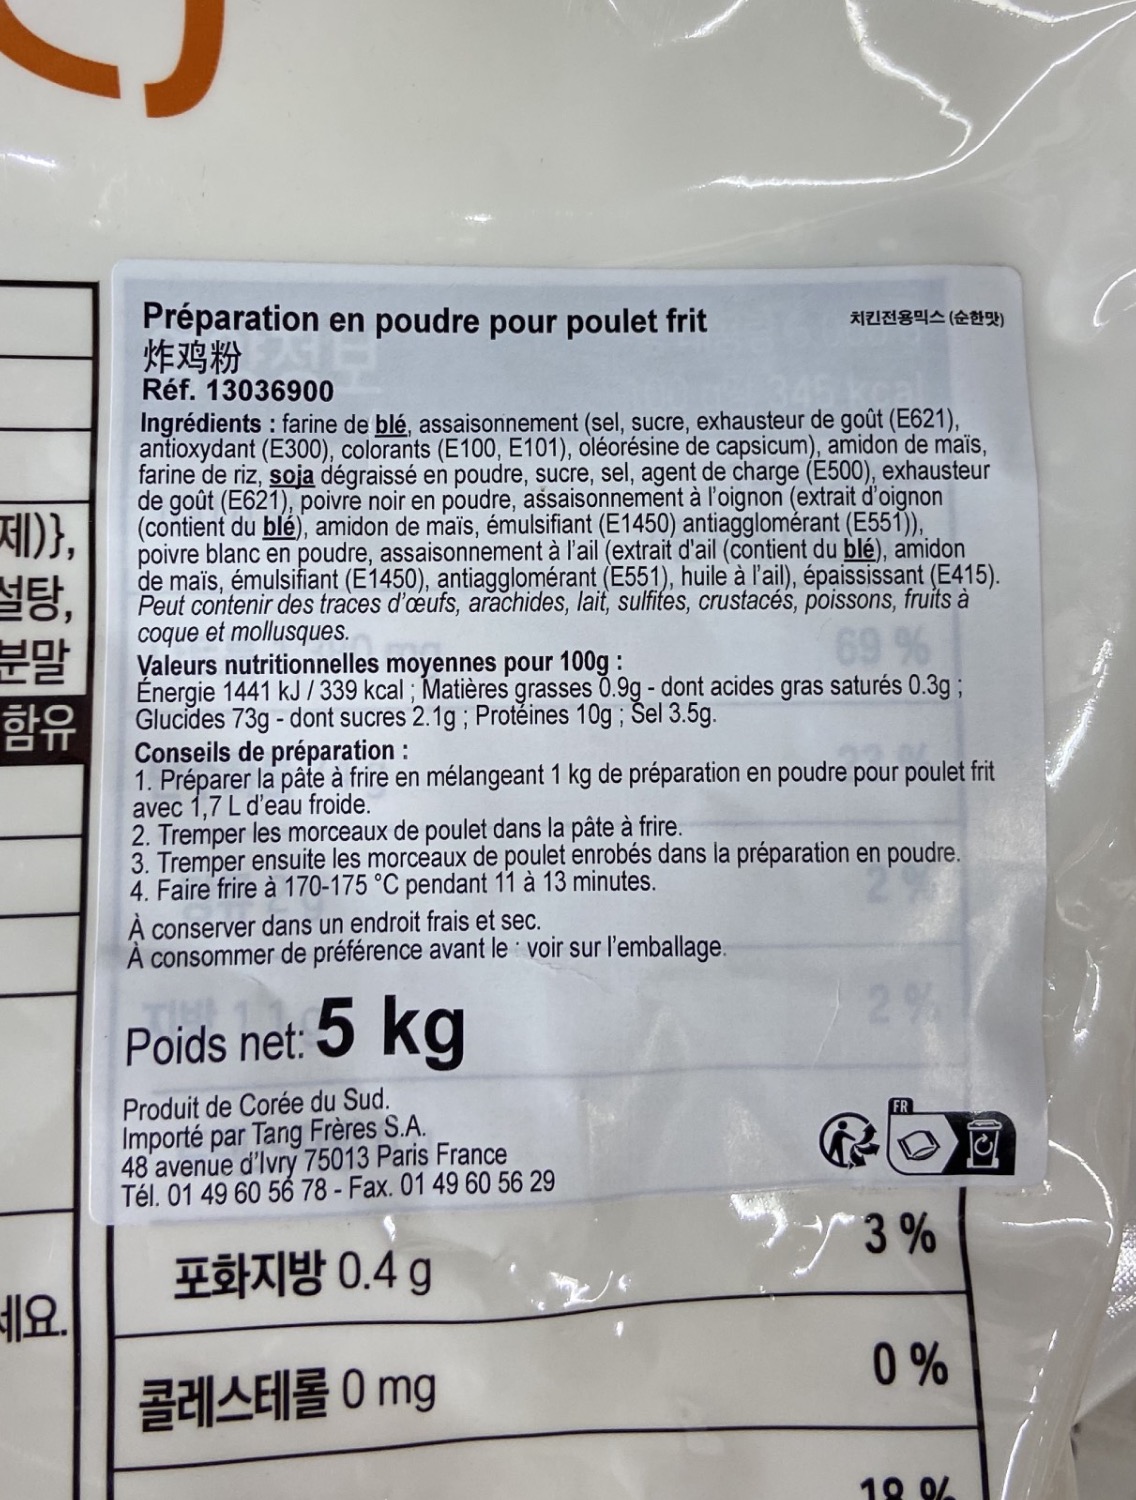 Préparation en poudre pour poulet frit
치킨전용믹스 (순한맛)
炸鸡粉
Réf. 13036900
Ingrédients : farine de blé, assaisonnement (sel, sucre, exhausteur de goût (E621),
antioxydant (E300), colorants (E100, E101), oléorésine de capsicum), amidon de maïs,
farine de riz, soja dégraissé en poudre, sucre, sel, agent de charge (E500), exhausteur
de goût (E621), poivre noir en poudre, assaisonnement à l'oignon (extrait d'oignon
(contient du blé), amidon de maïs, émulsifiant (E1450) antiagglomérant (E551)),
poivre blanc en poudre, assaisonnement à l'ail (extrait d'ail (contient du blé), amidon
de maïs, émulsifiant (E1450), antiagglomérant (E551), huile à l'ail), épaississant (E415).
Peut contenir des traces d'œufs, arachides, lait, sulfites, crustacés, poissons, fruits à
coque et mollusques.
Valeurs nutritionnelles moyennes pour 100g :
Énergie 1441 kJ / 339 kcal ; Matières grasses 0.9g - dont acides gras saturés 0.3g ;
Glucides 73g - dont sucres 2.1g ; Protéines 10g ; Sel 3.5g.
Conseils de préparation :
1. Préparer la pâte à frire en mélangeant 1 kg de préparation en poudre pour poulet frit
avec 1,7 L d'eau froide.
2. Tremper les morceaux de poulet dans la pâte à frire.
3. Tremper ensuite les morceaux de poulet enrobés dans la préparation en poudre.
4. Faire frire à 170-175 °C pendant 11 à 13 minutes.
À conserver dans un endroit frais et sec.
À consommer de préférence avant le : voir sur l'emballage.
Poids net: 5 kg
Produit de Corée du Sud.
Importé par Tang Frères S.A.
48 avenue d'Ivry 75013 Paris France
Tél. 01 49 60 56 78 - Fax. 01 49 60 56 29
FR
제)},
설탕,
분말
함유
세요.
3 %
포화지방 0.4 g
0 %
콜레스테롤 0 mg
18 %